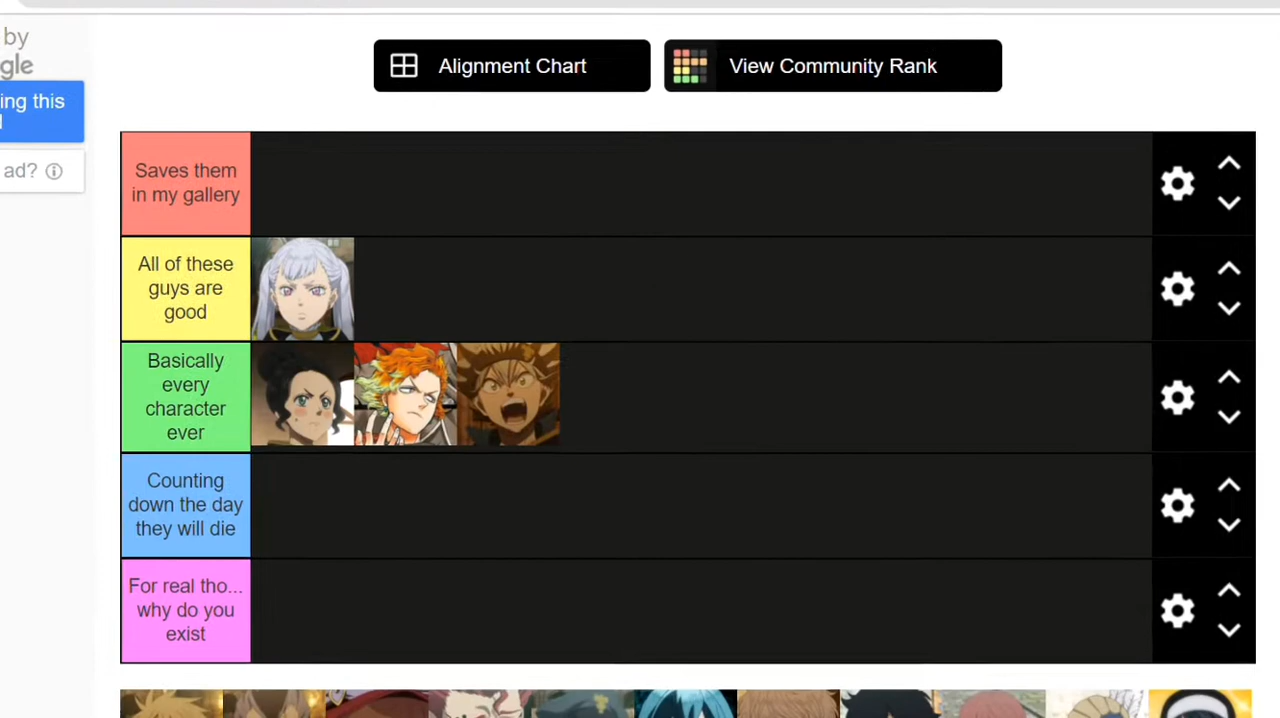 by
gle
ing this
ad?
Alignment Chart
View Community Rank
Saves them
in my gallery
All of these
guys are
good
Basically
every
character
ever
Counting
down the day
they will die
For real tho...
why do you
exist